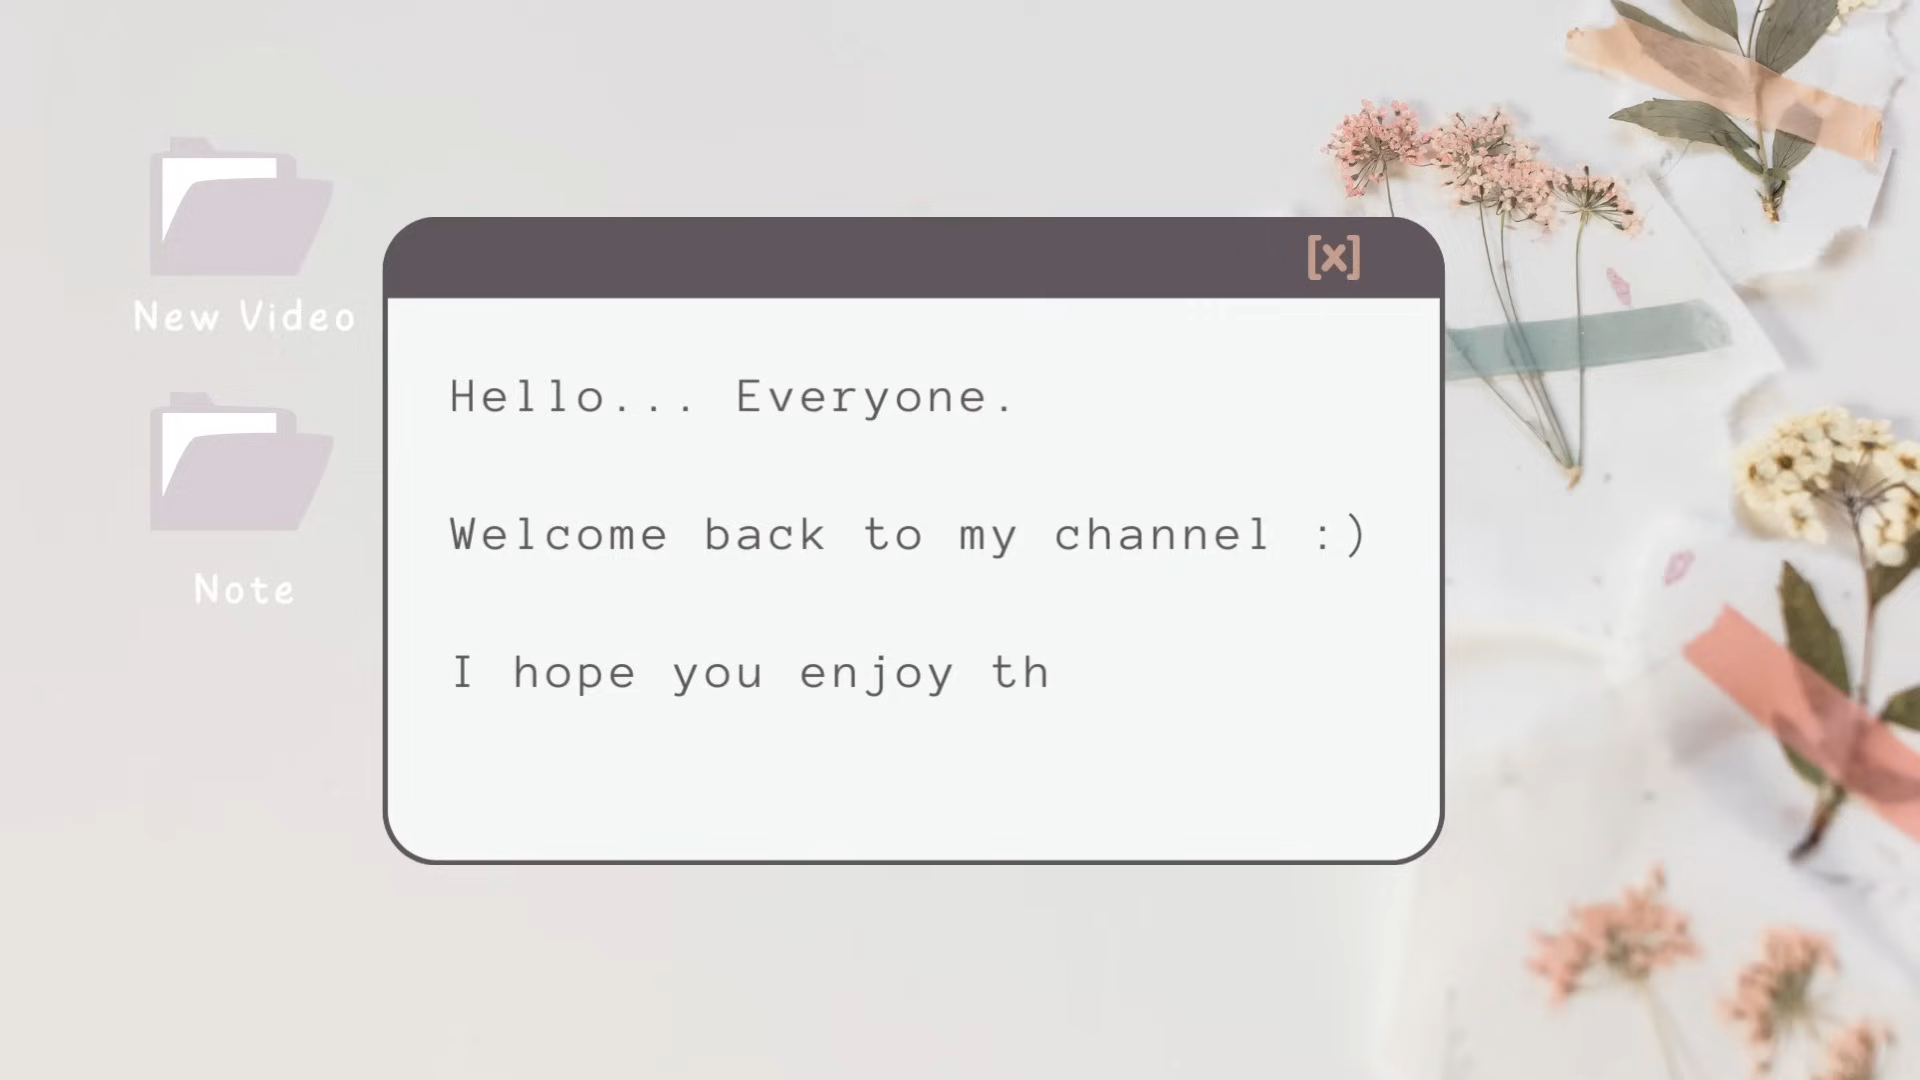 New Video
Note
[x]
Hello... Everyone.
Welcome back to my channel :)
I hope you enjoy th